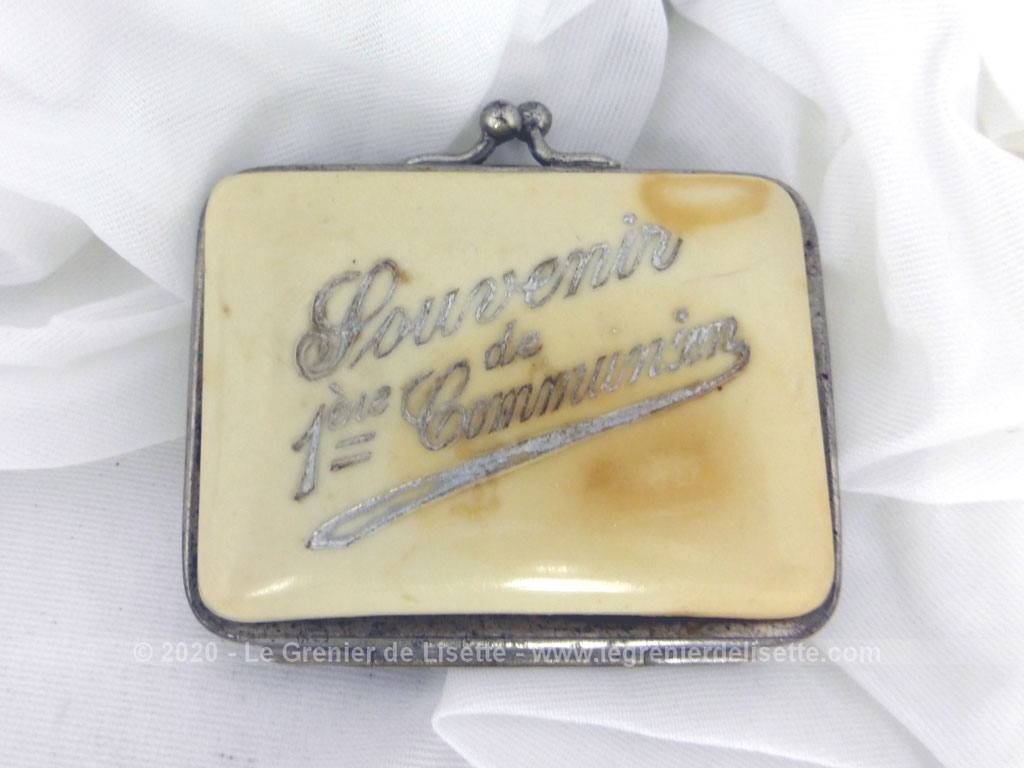 Souvenir
de
1ère Communion
© 2020 - Le Grenier de Lisette - www.legrenierdelisette.com